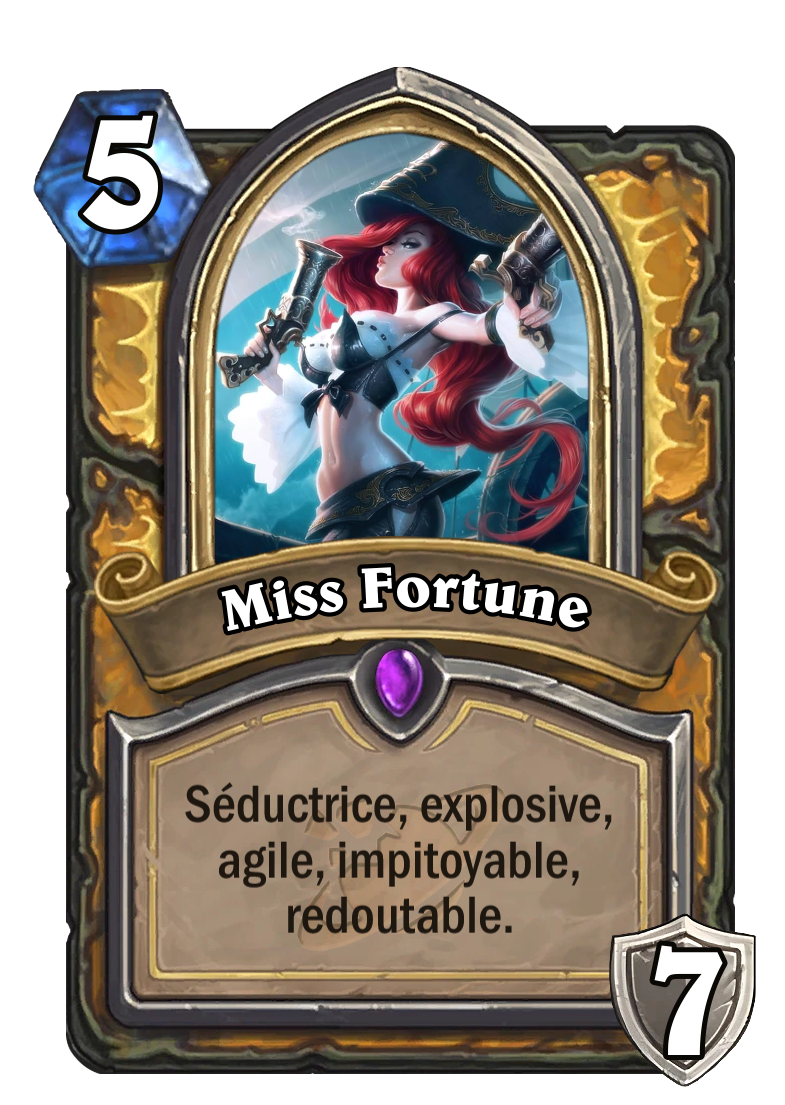 5
Miss Fortune
Séductrice, explosive,
agile, impitoyable,
redoutable.
7